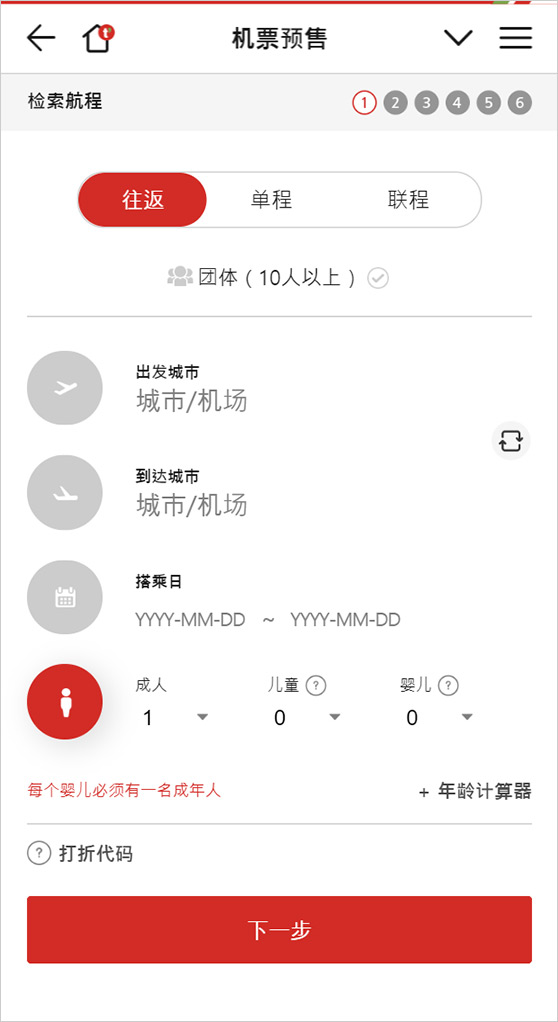 机票预售
检索航程 1 2 3 4 5 6
往返 单程 联程
团体（10人以上）
出发城市
城市/机场
到达城市
城市/机场
搭乘日
YYYY-MM-DD ~ YYYY-MM-DD
成人 儿童 ? 婴儿 ?
1 0 0
每个婴儿必须有一名成年人 + 年龄计算器
? 打折代码
下一步